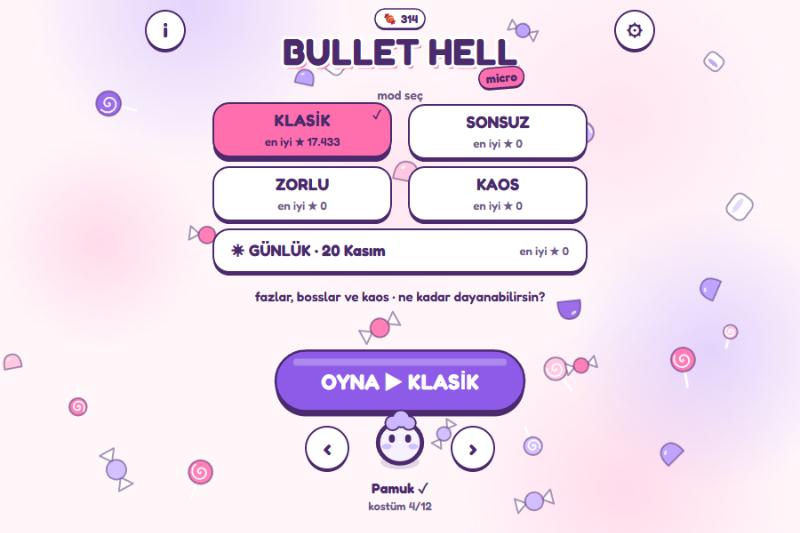 i
🍬 314
BULLET HELL
micro
mod seç
KLASİK ✓
en iyi ★ 17.433
SONSUZ
en iyi ★ 0
ZORLU
en iyi ★ 0
KAOS
en iyi ★ 0
☀ GÜNLÜK · 20 Kasım
en iyi ★ 0
fazlar, bosslar ve kaos · ne kadar dayanabilirsin?
OYNA ▶ KLASİK
‹
›
Pamuk ✓
kostüm 4/12